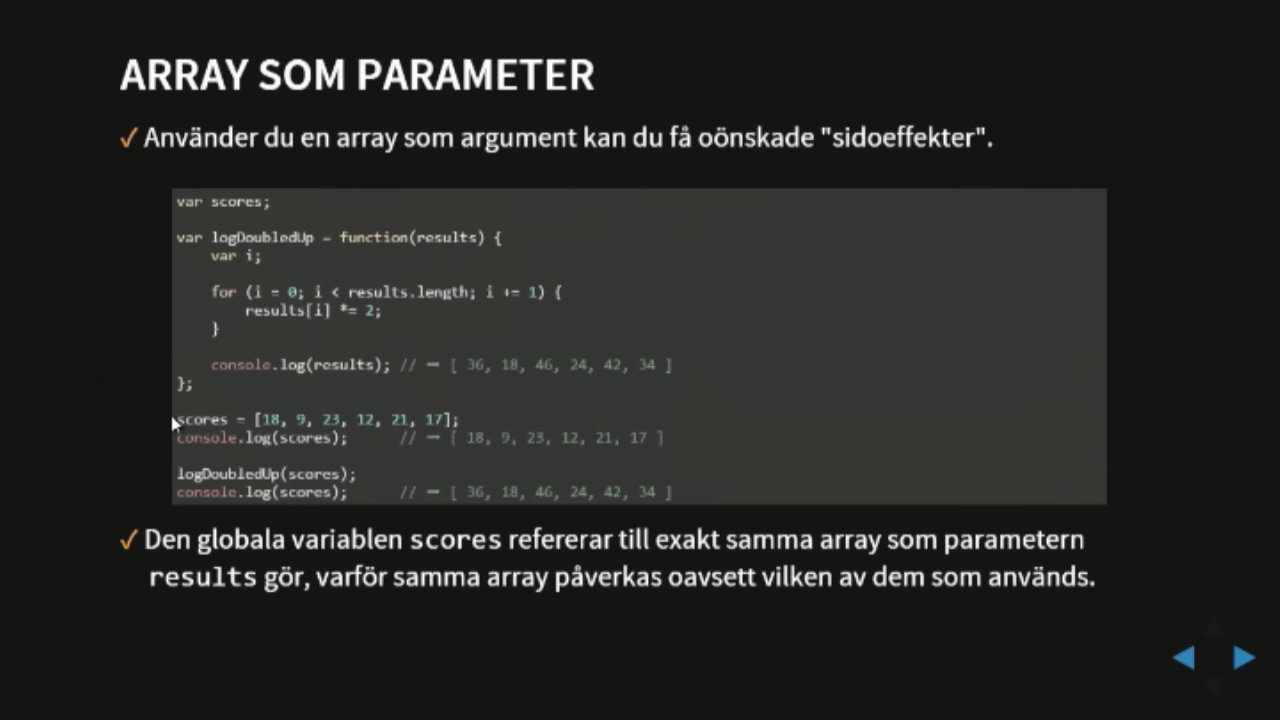 ARRAY SOM PARAMETER
✓ Använder du en array som argument kan du få oönskade "sidoeffekter".
var scores;
var logDoubledUp = function(results) {
    var i;
    for (i = 0; i < results.length; i += 1) {
        results[i] *= 2;
    }
    console.log(results); // ➡ [ 36, 18, 46, 24, 42, 34 ]
};
scores = [18, 9, 23, 12, 21, 17];
console.log(scores);      // ➡ [ 18, 9, 23, 12, 21, 17 ]
logDoubledUp(scores);
console.log(scores);      // ➡ [ 36, 18, 46, 24, 42, 34 ]
✓ Den globala variablen scores refererar till exakt samma array som parametern
results gör, varför samma array påverkas oavsett vilken av dem som används.